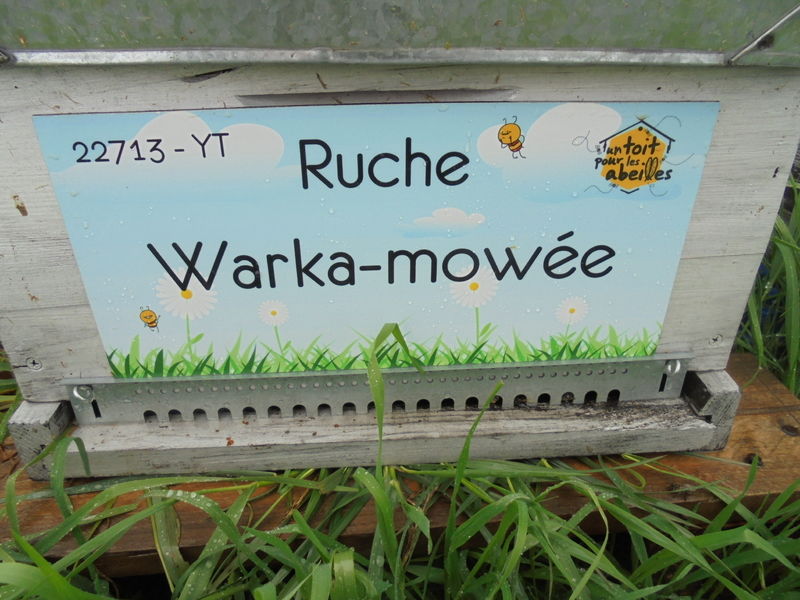 22713 - YT
Ruche
Warka-mowée
un toit
pour les
abeilles